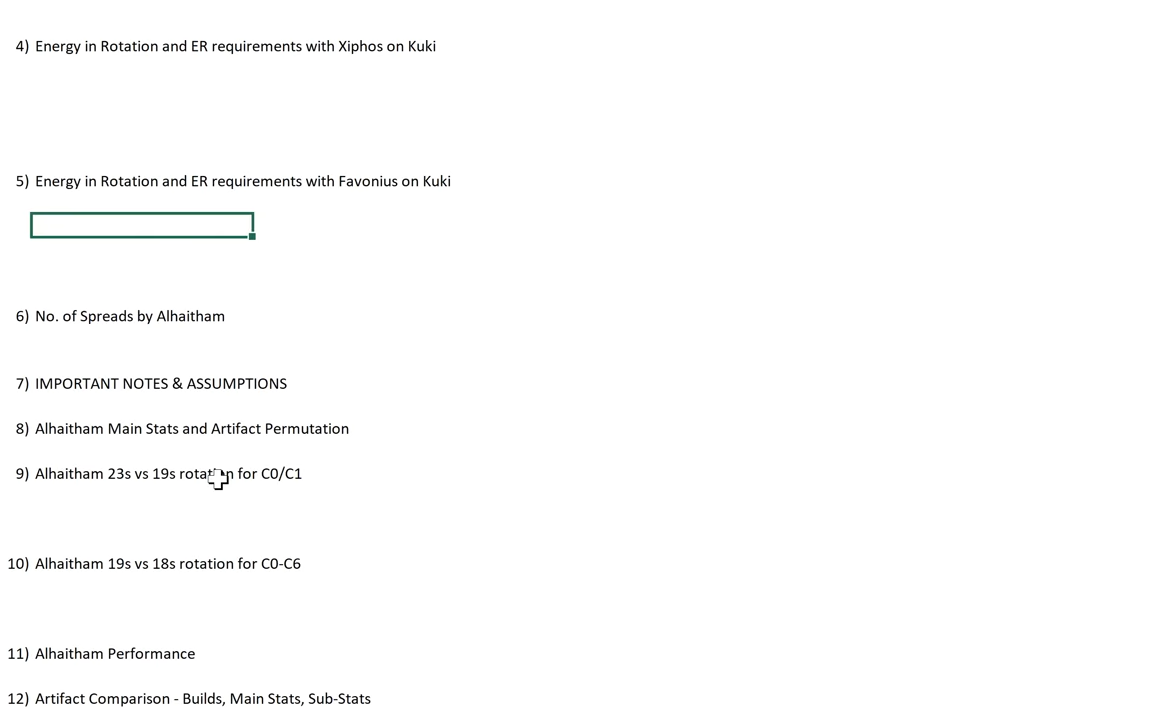 4) Energy in Rotation and ER requirements with Xiphos on Kuki
5) Energy in Rotation and ER requirements with Favonius on Kuki
6) No. of Spreads by Alhaitham
7) IMPORTANT NOTES & ASSUMPTIONS
8) Alhaitham Main Stats and Artifact Permutation
9) Alhaitham 23s vs 19s rotation for C0/C1
10) Alhaitham 19s vs 18s rotation for C0-C6
11) Alhaitham Performance
12) Artifact Comparison - Builds, Main Stats, Sub-Stats